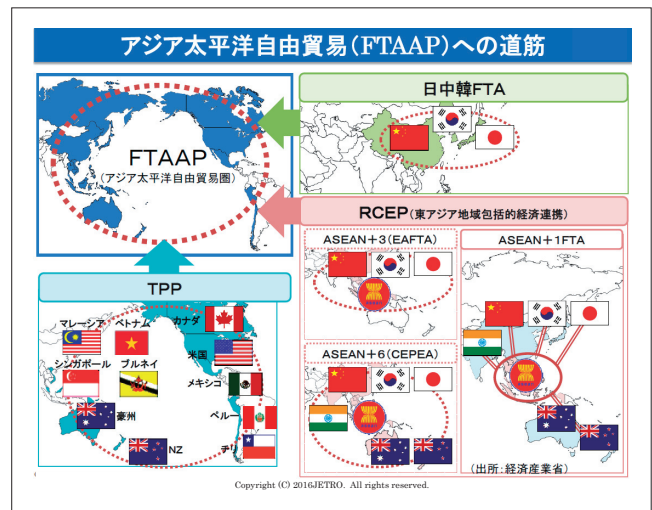 アジア太平洋自由貿易(FTAAP)への道筋
FTAAP
(アジア太平洋自由貿易圏)
日中韓FTA
RCEP(東アジア地域包括的経済連携)
ASEAN+3(EAFTA)
ASEAN+1FTA
ASEAN+6(CEPEA)
TPP
マレーシア
ベトナム
カナダ
米国
シンガポール
ブルネイ
メキシコ
ペルー
豪州
NZ
チリ
(出所:経済産業省)
Copyright (C) 2016JETRO. All rights reserved.